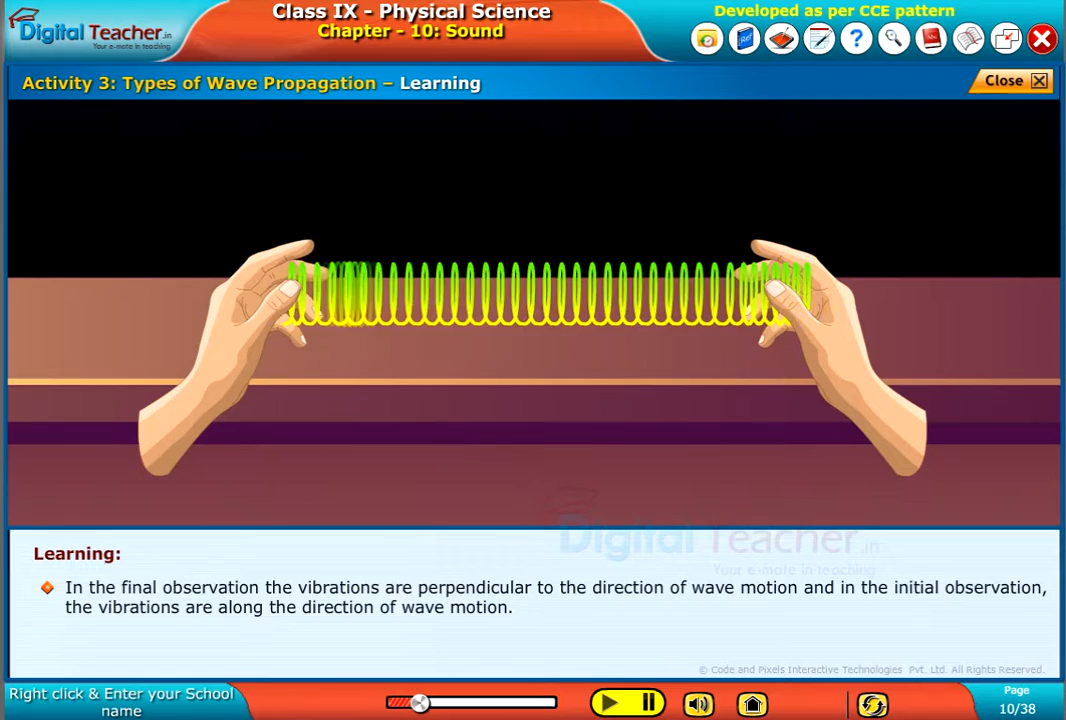 Digital Teacher.in
Your e-mate in teaching
Class IX - Physical Science
Chapter - 10: Sound
Developed as per CCE pattern
Activity 3: Types of Wave Propagation – Learning
Close
Digital Teacher.in
Your e-mate in teaching
Learning:
In the final observation the vibrations are perpendicular to the direction of wave motion and in the initial observation,
the vibrations are along the direction of wave motion.
© Code and Pixels Interactive Technologies Pvt. Ltd. All Rights Reserved.
Right click & Enter your School
name
Page
10/38